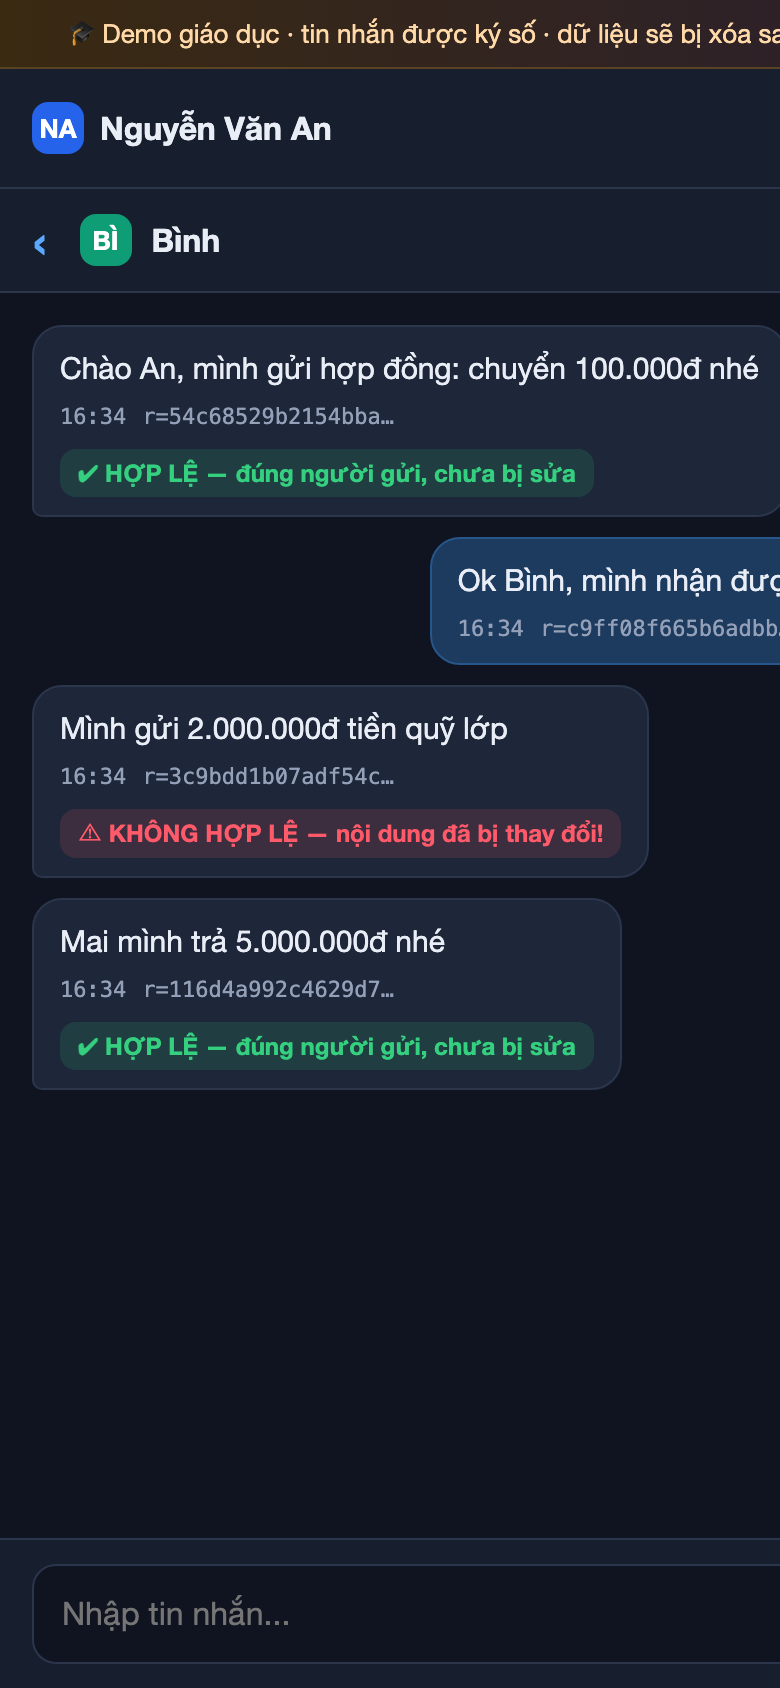 🎓 Demo giáo dục · tin nhắn được ký số · dữ liệu sẽ bị xóa
NA Nguyễn Văn An
‹ BÌ Bình
Chào An, mình gửi hợp đồng: chuyển 100.000đ nhé
16:34 r=54c68529b2154bba…
✔ HỢP LỆ — đúng người gửi, chưa bị sửa
Ok Bình, mình nhận
16:34 r=c9ff08f665b6adbb
Mình gửi 2.000.000đ tiền quỹ lớp
16:34 r=3c9bdd1b07adf54c…
⚠ KHÔNG HỢP LỆ — nội dung đã bị thay đổi!
Mai mình trả 5.000.000đ nhé
16:34 r=116d4a992c4629d7…
✔ HỢP LỆ — đúng người gửi, chưa bị sửa
Nhập tin nhắn...